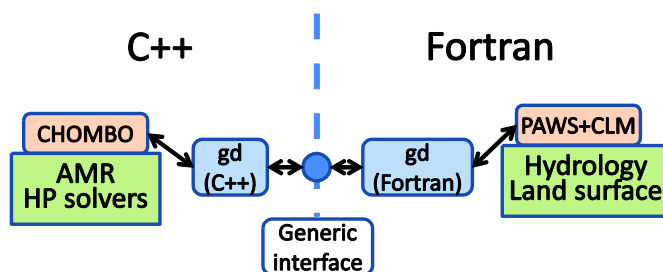 C++
Fortran
CHOMBO
AMR
HP solvers
gd
(C++)
gd
(Fortran)
PAWS+CLM
Hydrology
Land surface
Generic
interface